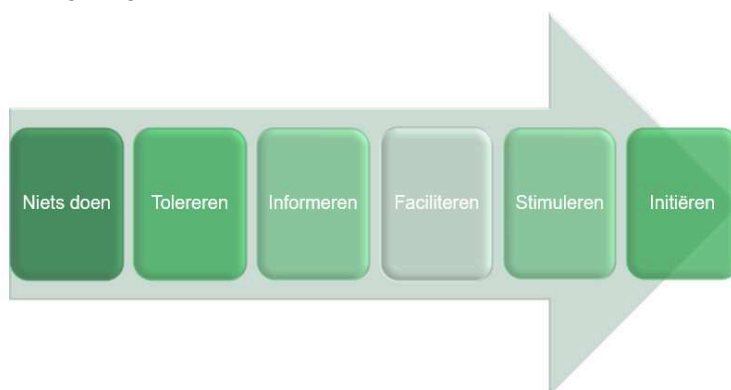 Niets doen
Tolereren
Informeren
Faciliteren
Stimuleren
Initiëren